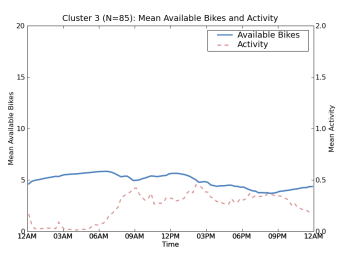 Cluster 3 (N=85): Mean Available Bikes and Activity
20
15
10
5
0
Mean Available Bikes
Available Bikes
Activity
2.0
1.5
1.0
0.5
0.0
Mean Activity
12AM 03AM 06AM 09AM 12PM 03PM 06PM 09PM 12AM
Time